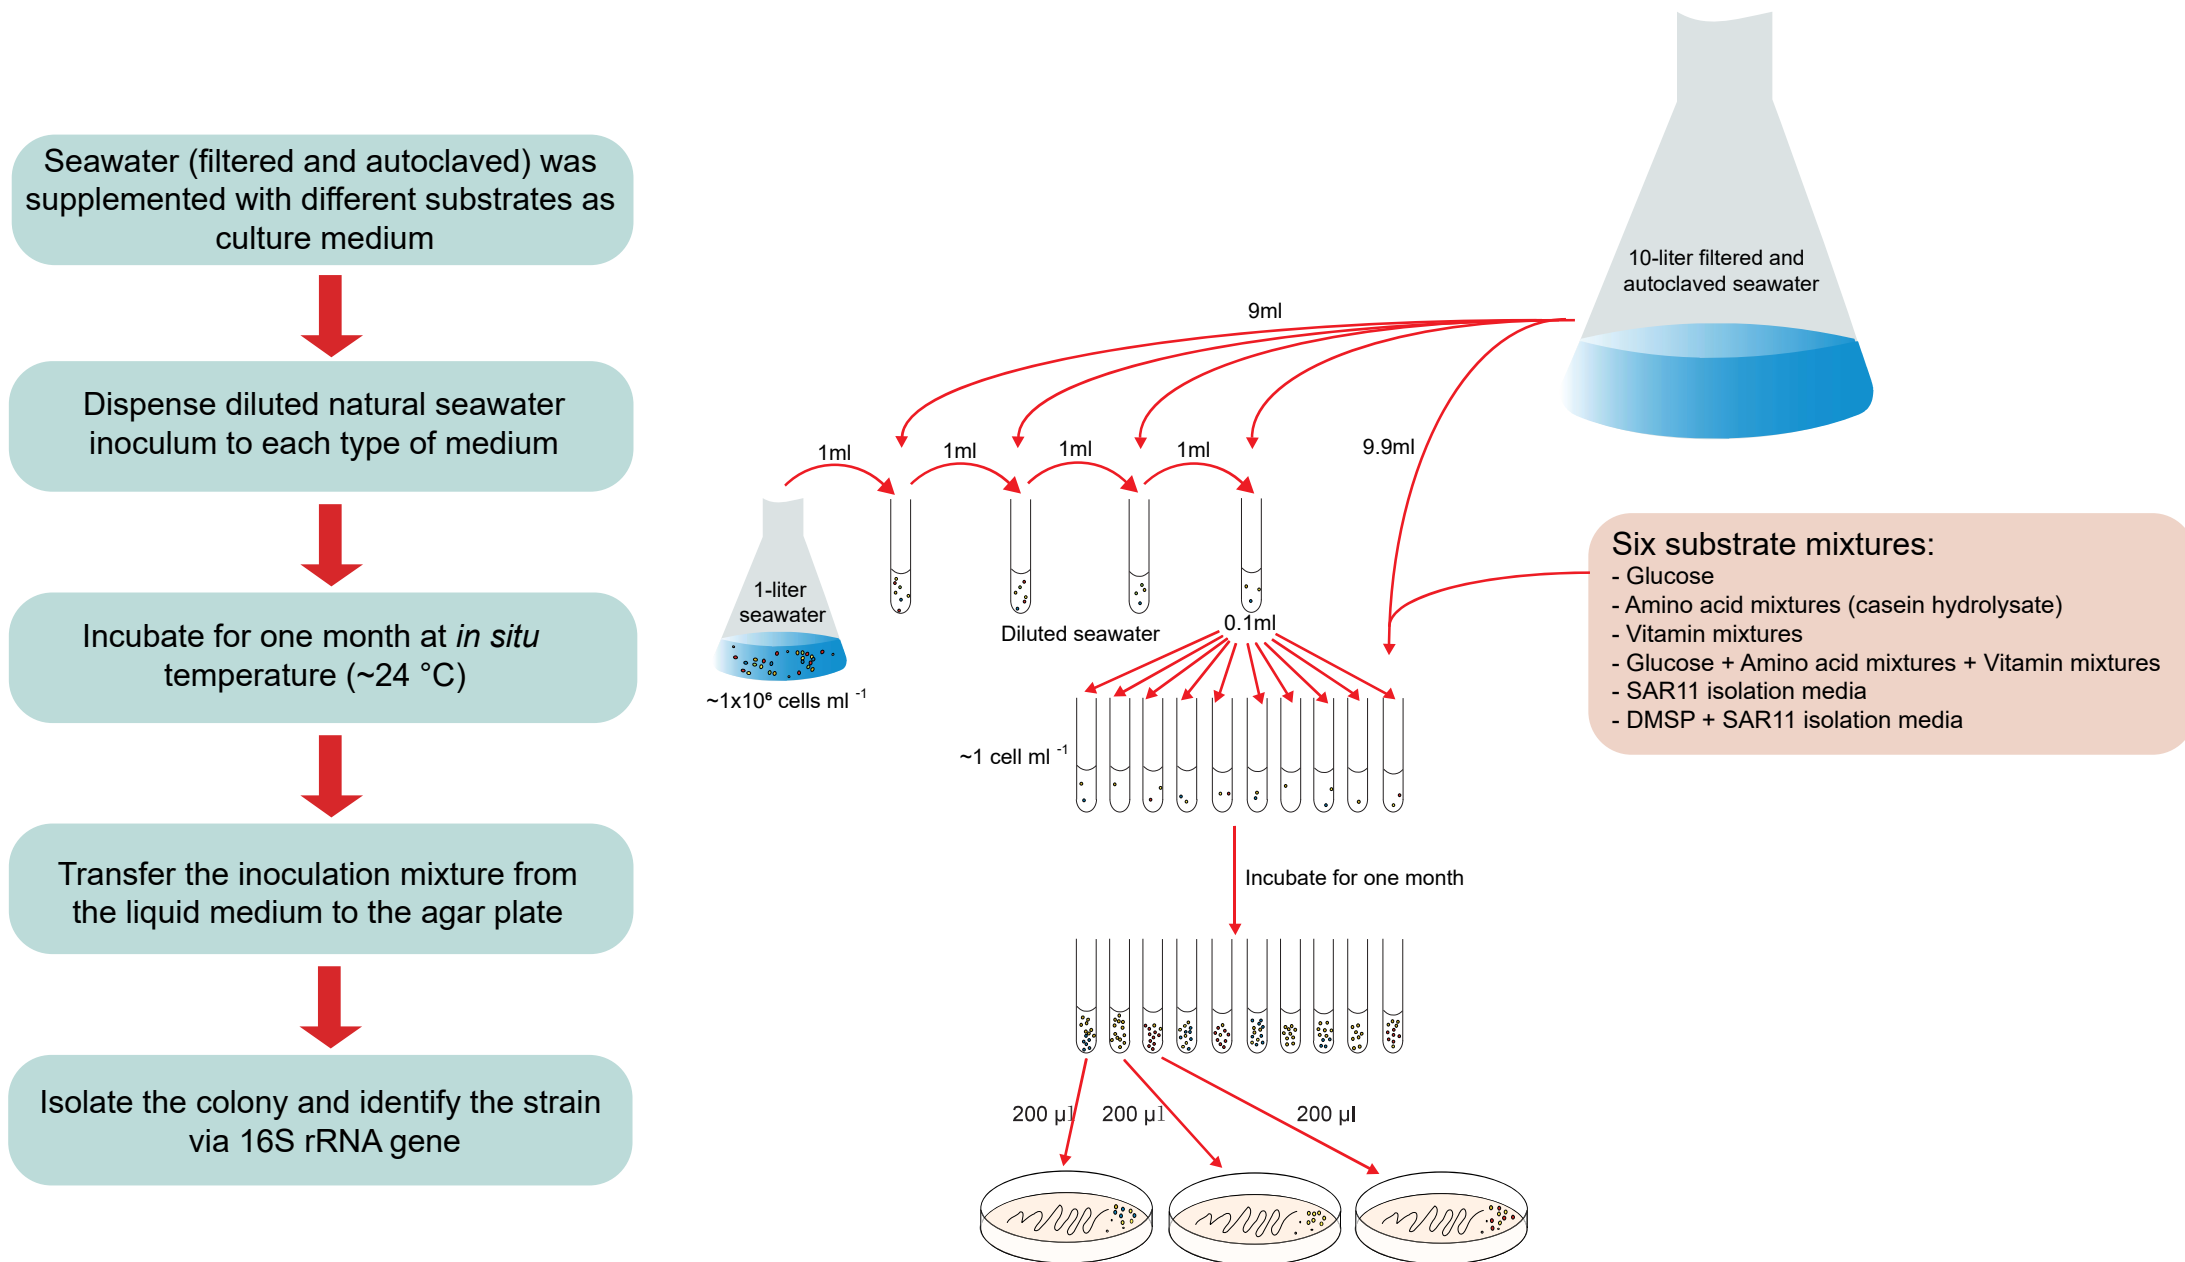 Seawater (filtered and autoclaved) was
supplemented with different substrates as
culture medium
Dispense diluted natural seawater
inoculum to each type of medium
Incubate for one month at in situ
temperature (~24 °C)
Transfer the inoculation mixture from
the liquid medium to the agar plate
Isolate the colony and identify the strain
via 16S rRNA gene
10-liter filtered and
autoclaved seawater
9ml
9.9ml
1ml
1ml
1ml
1ml
1-liter
seawater
~1x10⁶ cells ml ⁻¹
Diluted seawater
0.1ml
~1 cell ml ⁻¹
Six substrate mixtures:
- Glucose
- Amino acid mixtures (casein hydrolysate)
- Vitamin mixtures
- Glucose + Amino acid mixtures + Vitamin mixtures
- SAR11 isolation media
- DMSP + SAR11 isolation media
Incubate for one month
200 µl
200 µl
200 µl